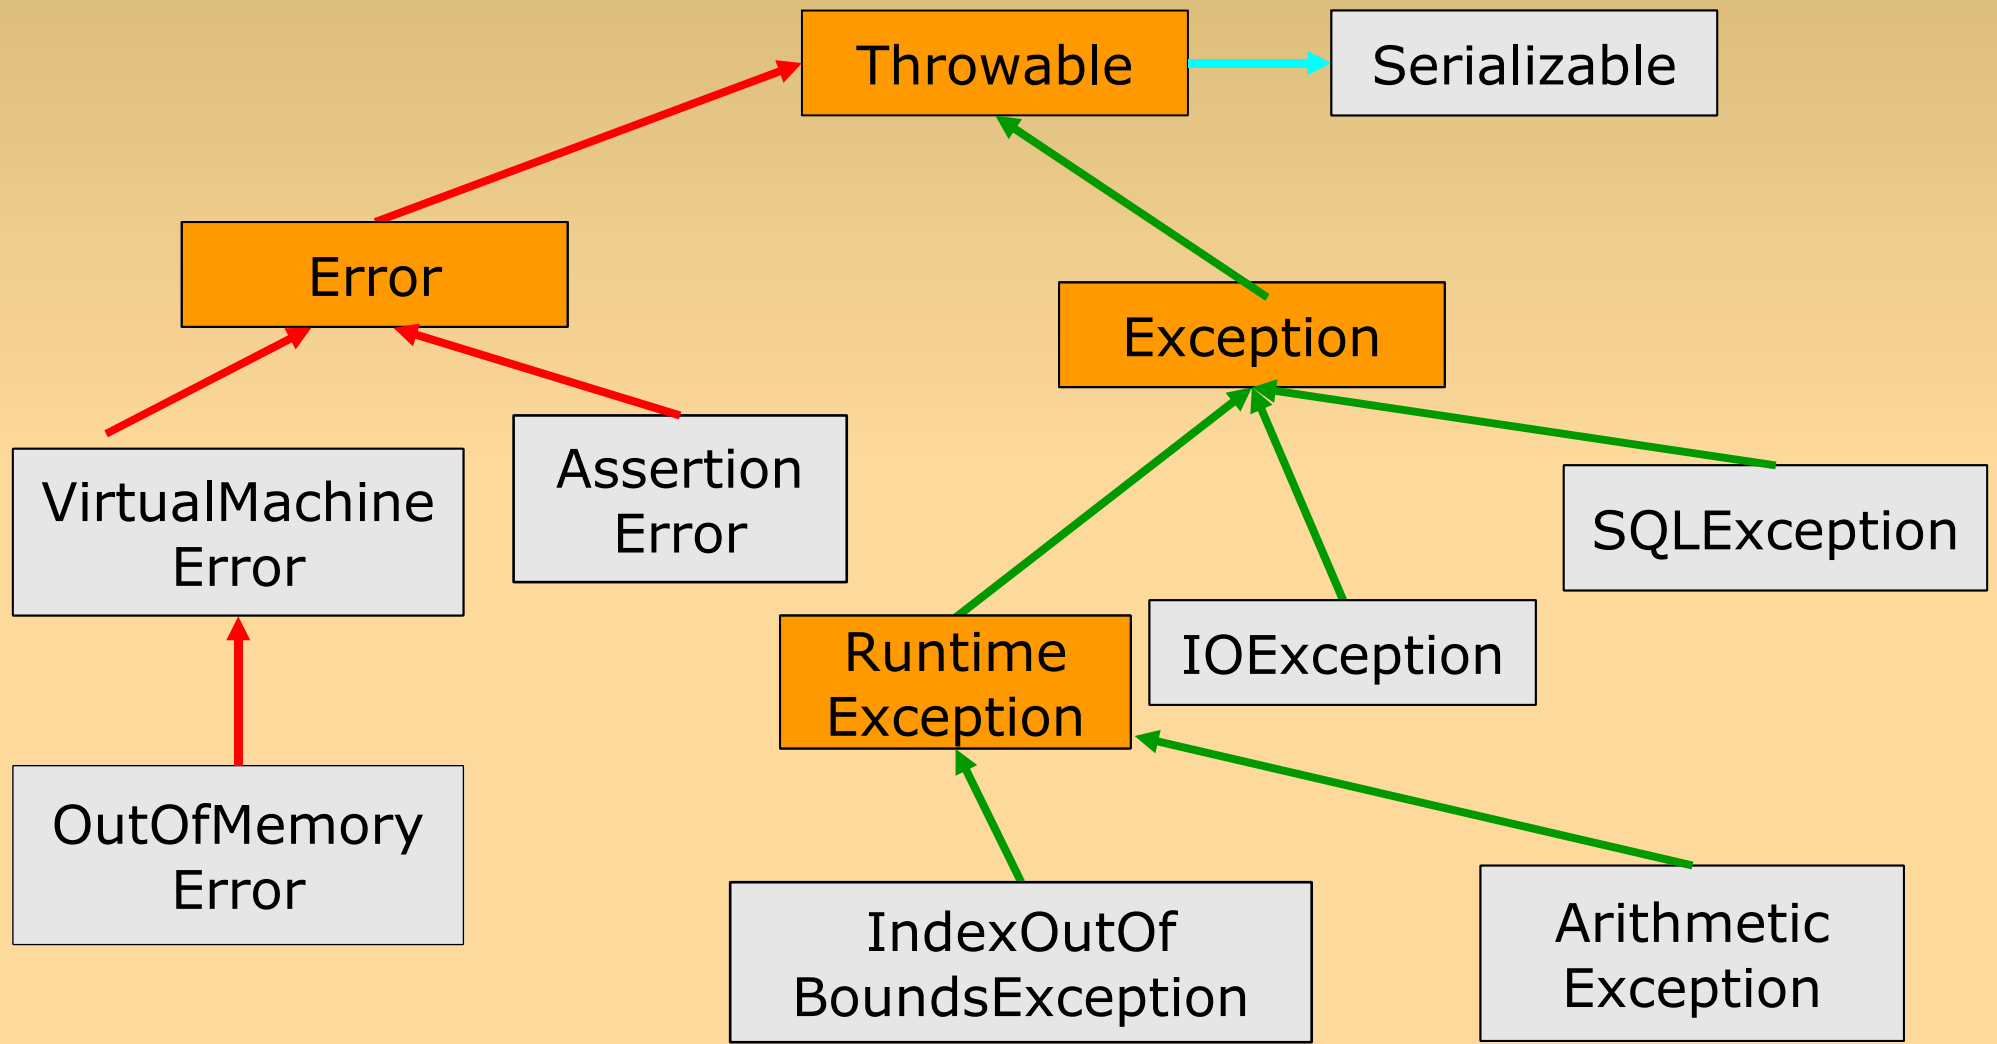 Throwable
Serializable
Error
Exception
VirtualMachine
Error
Assertion
Error
SQLException
Runtime
Exception
IOException
OutOfMemory
Error
IndexOutOf
BoundsException
Arithmetic
Exception